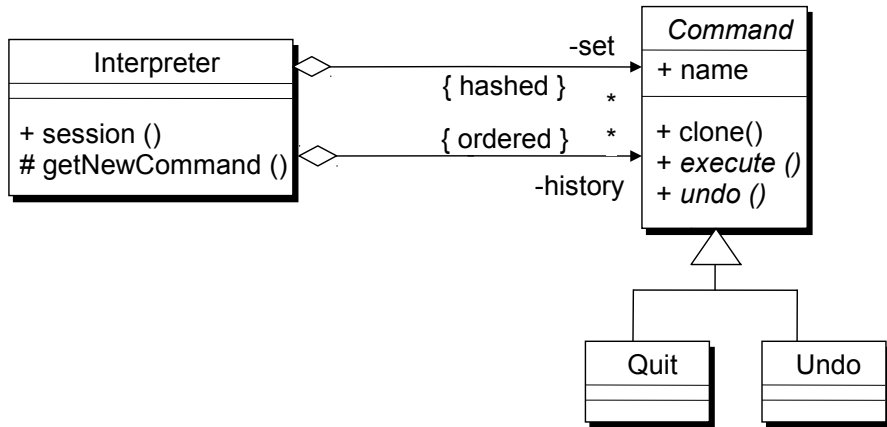 Interpreter
+ session ()
# getNewCommand ()
-set
{ hashed }
*
{ ordered }
*
-history
Command
+ name
+ clone()
+ execute ()
+ undo ()
Quit
Undo